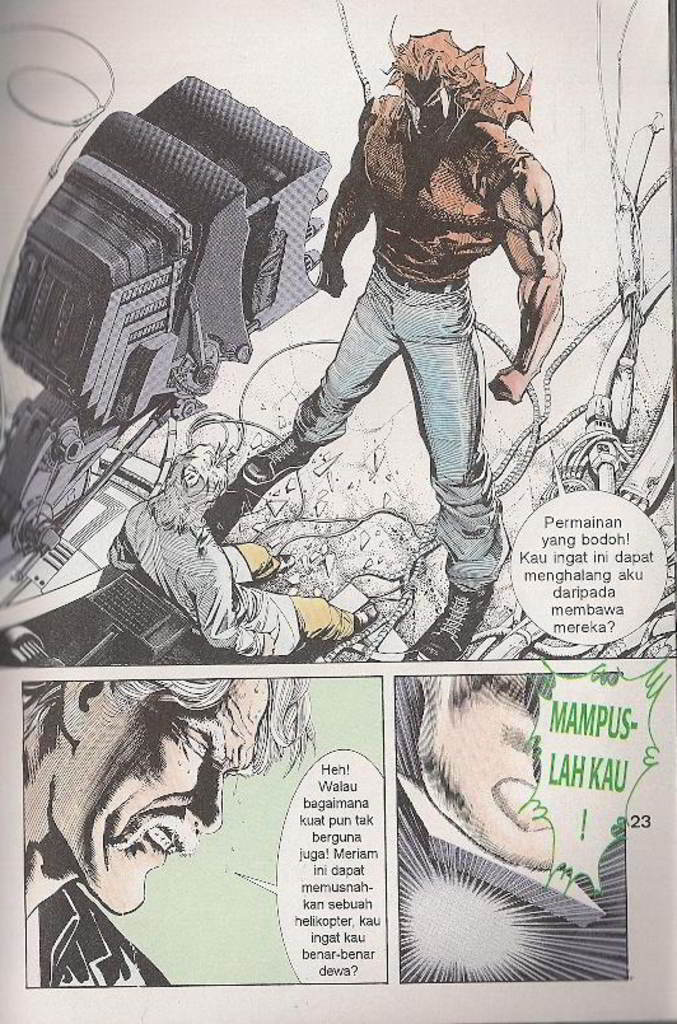 Permainan
yang bodoh!
Kau ingat ini dapat
menghalang aku
daripada
membawa
mereka?
Heh!
Walau
bagaimana
kuat pun tak
berguna
juga! Meriam
ini dapat
memusnah-
kan sebuah
helikopter, kau
ingat kau
benar-benar
dewa?
MAMPUS-
LAH KAU
!
23